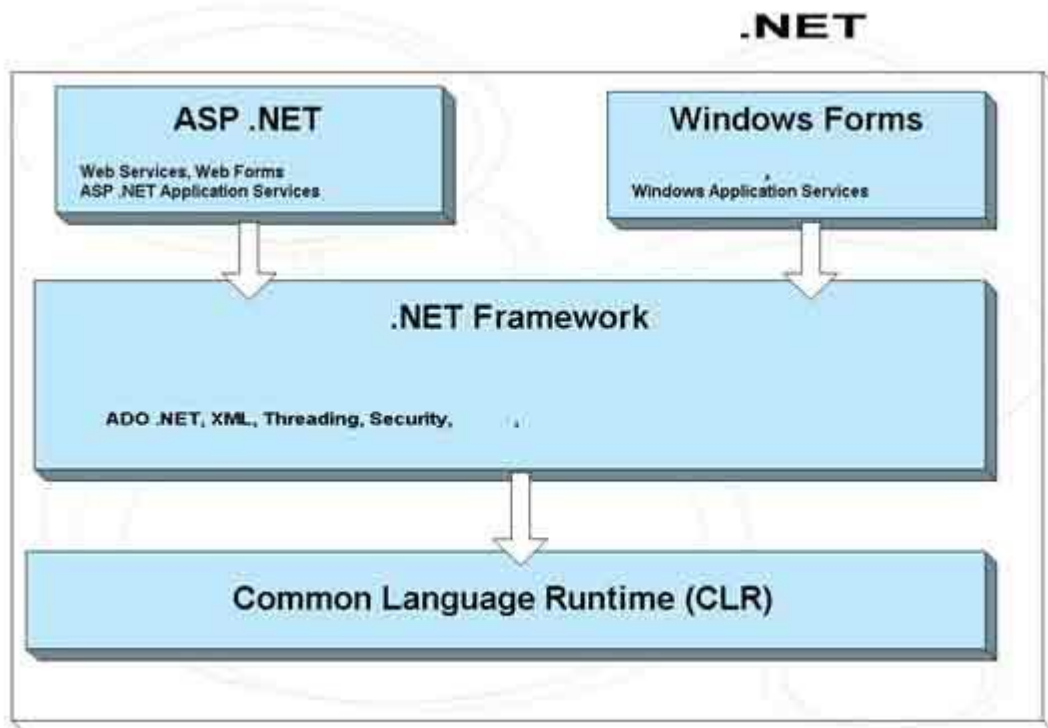 .NET
ASP .NET
Web Services, Web Forms
ASP .NET Application Services
Windows Forms
,
Windows Application Services
.NET Framework
ADO .NET, XML, Threading, Security, ,
Common Language Runtime (CLR)